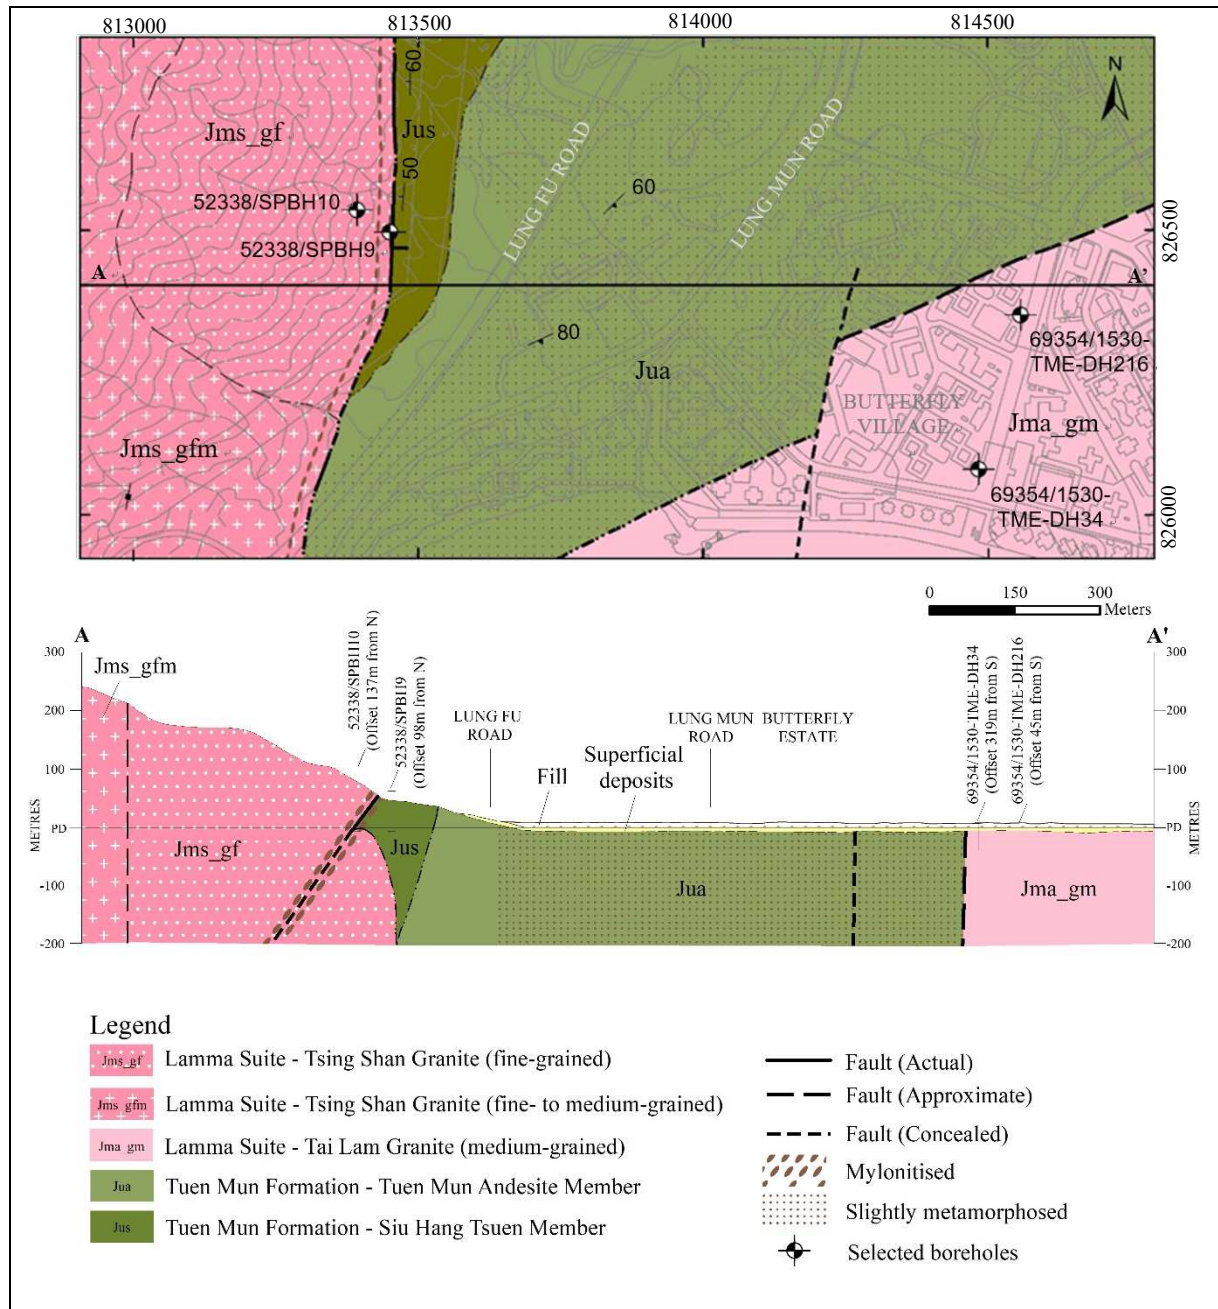 813000
813500
814000
814500
N
60
Jus
Jms_gf
50
52338/SPBH10
60
LUNG FU ROAD
LUNG MUN ROAD
826500
52338/SPBH9
A
A'
80
69354/1530-
TME-DH216
Jua
BUTTERFLY
VILLAGE
Jma_gm
Jms_gfm
69354/1530-
TME-DH34
826000
0 150 300
Meters
A
A'
300
200
100
PD
-100
-200
METRES
Jms_gfm
52338/SPBH10
(Offset 137m from N)
52338/SPBH9
(Offset 98m from N)
LUNG FU
ROAD
LUNG MUN
ROAD
BUTTERFLY
ESTATE
Fill
Superficial
deposits
69354/1530-TME-DH34
(Offset 319m from S)
69354/1530-TME-DH216
(Offset 45m from S)
300
200
100
PD
-100
-200
METRES
Jms_gf
Jus
Jua
Jma_gm
Legend
Jms_gf Lamma Suite - Tsing Shan Granite (fine-grained)
Jms_gfm Lamma Suite - Tsing Shan Granite (fine- to medium-grained)
Jma_gm Lamma Suite - Tai Lam Granite (medium-grained)
Jua Tuen Mun Formation - Tuen Mun Andesite Member
Jus Tuen Mun Formation - Siu Hang Tsuen Member
Fault (Actual)
Fault (Approximate)
Fault (Concealed)
Mylonitised
Slightly metamorphosed
Selected boreholes